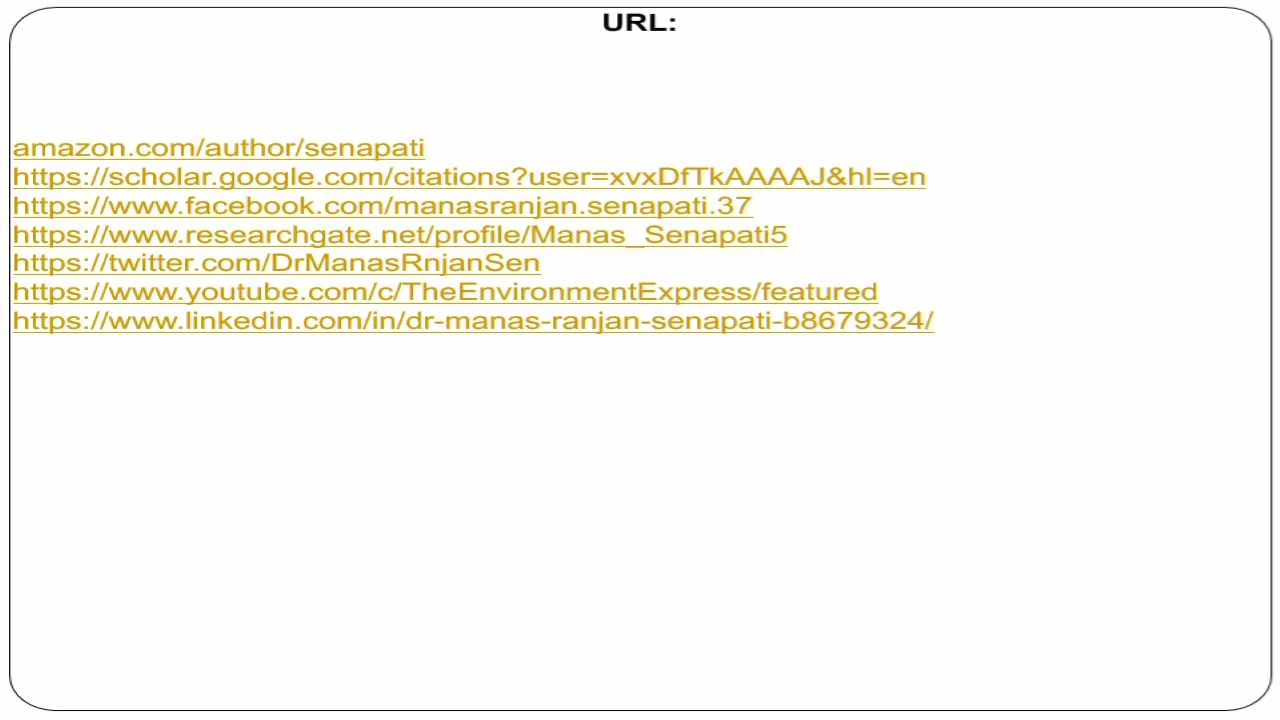 URL:
amazon.com/author/senapati
https://scholar.google.com/citations?user=xvxDfTkAAAAJ&hl=en
https://www.facebook.com/manasranjan.senapati.37
https://www.researchgate.net/profile/Manas_Senapati5
https://twitter.com/DrManasRnjanSen
https://www.youtube.com/c/TheEnvironmentExpress/featured
https://www.linkedin.com/in/dr-manas-ranjan-senapati-b8679324/